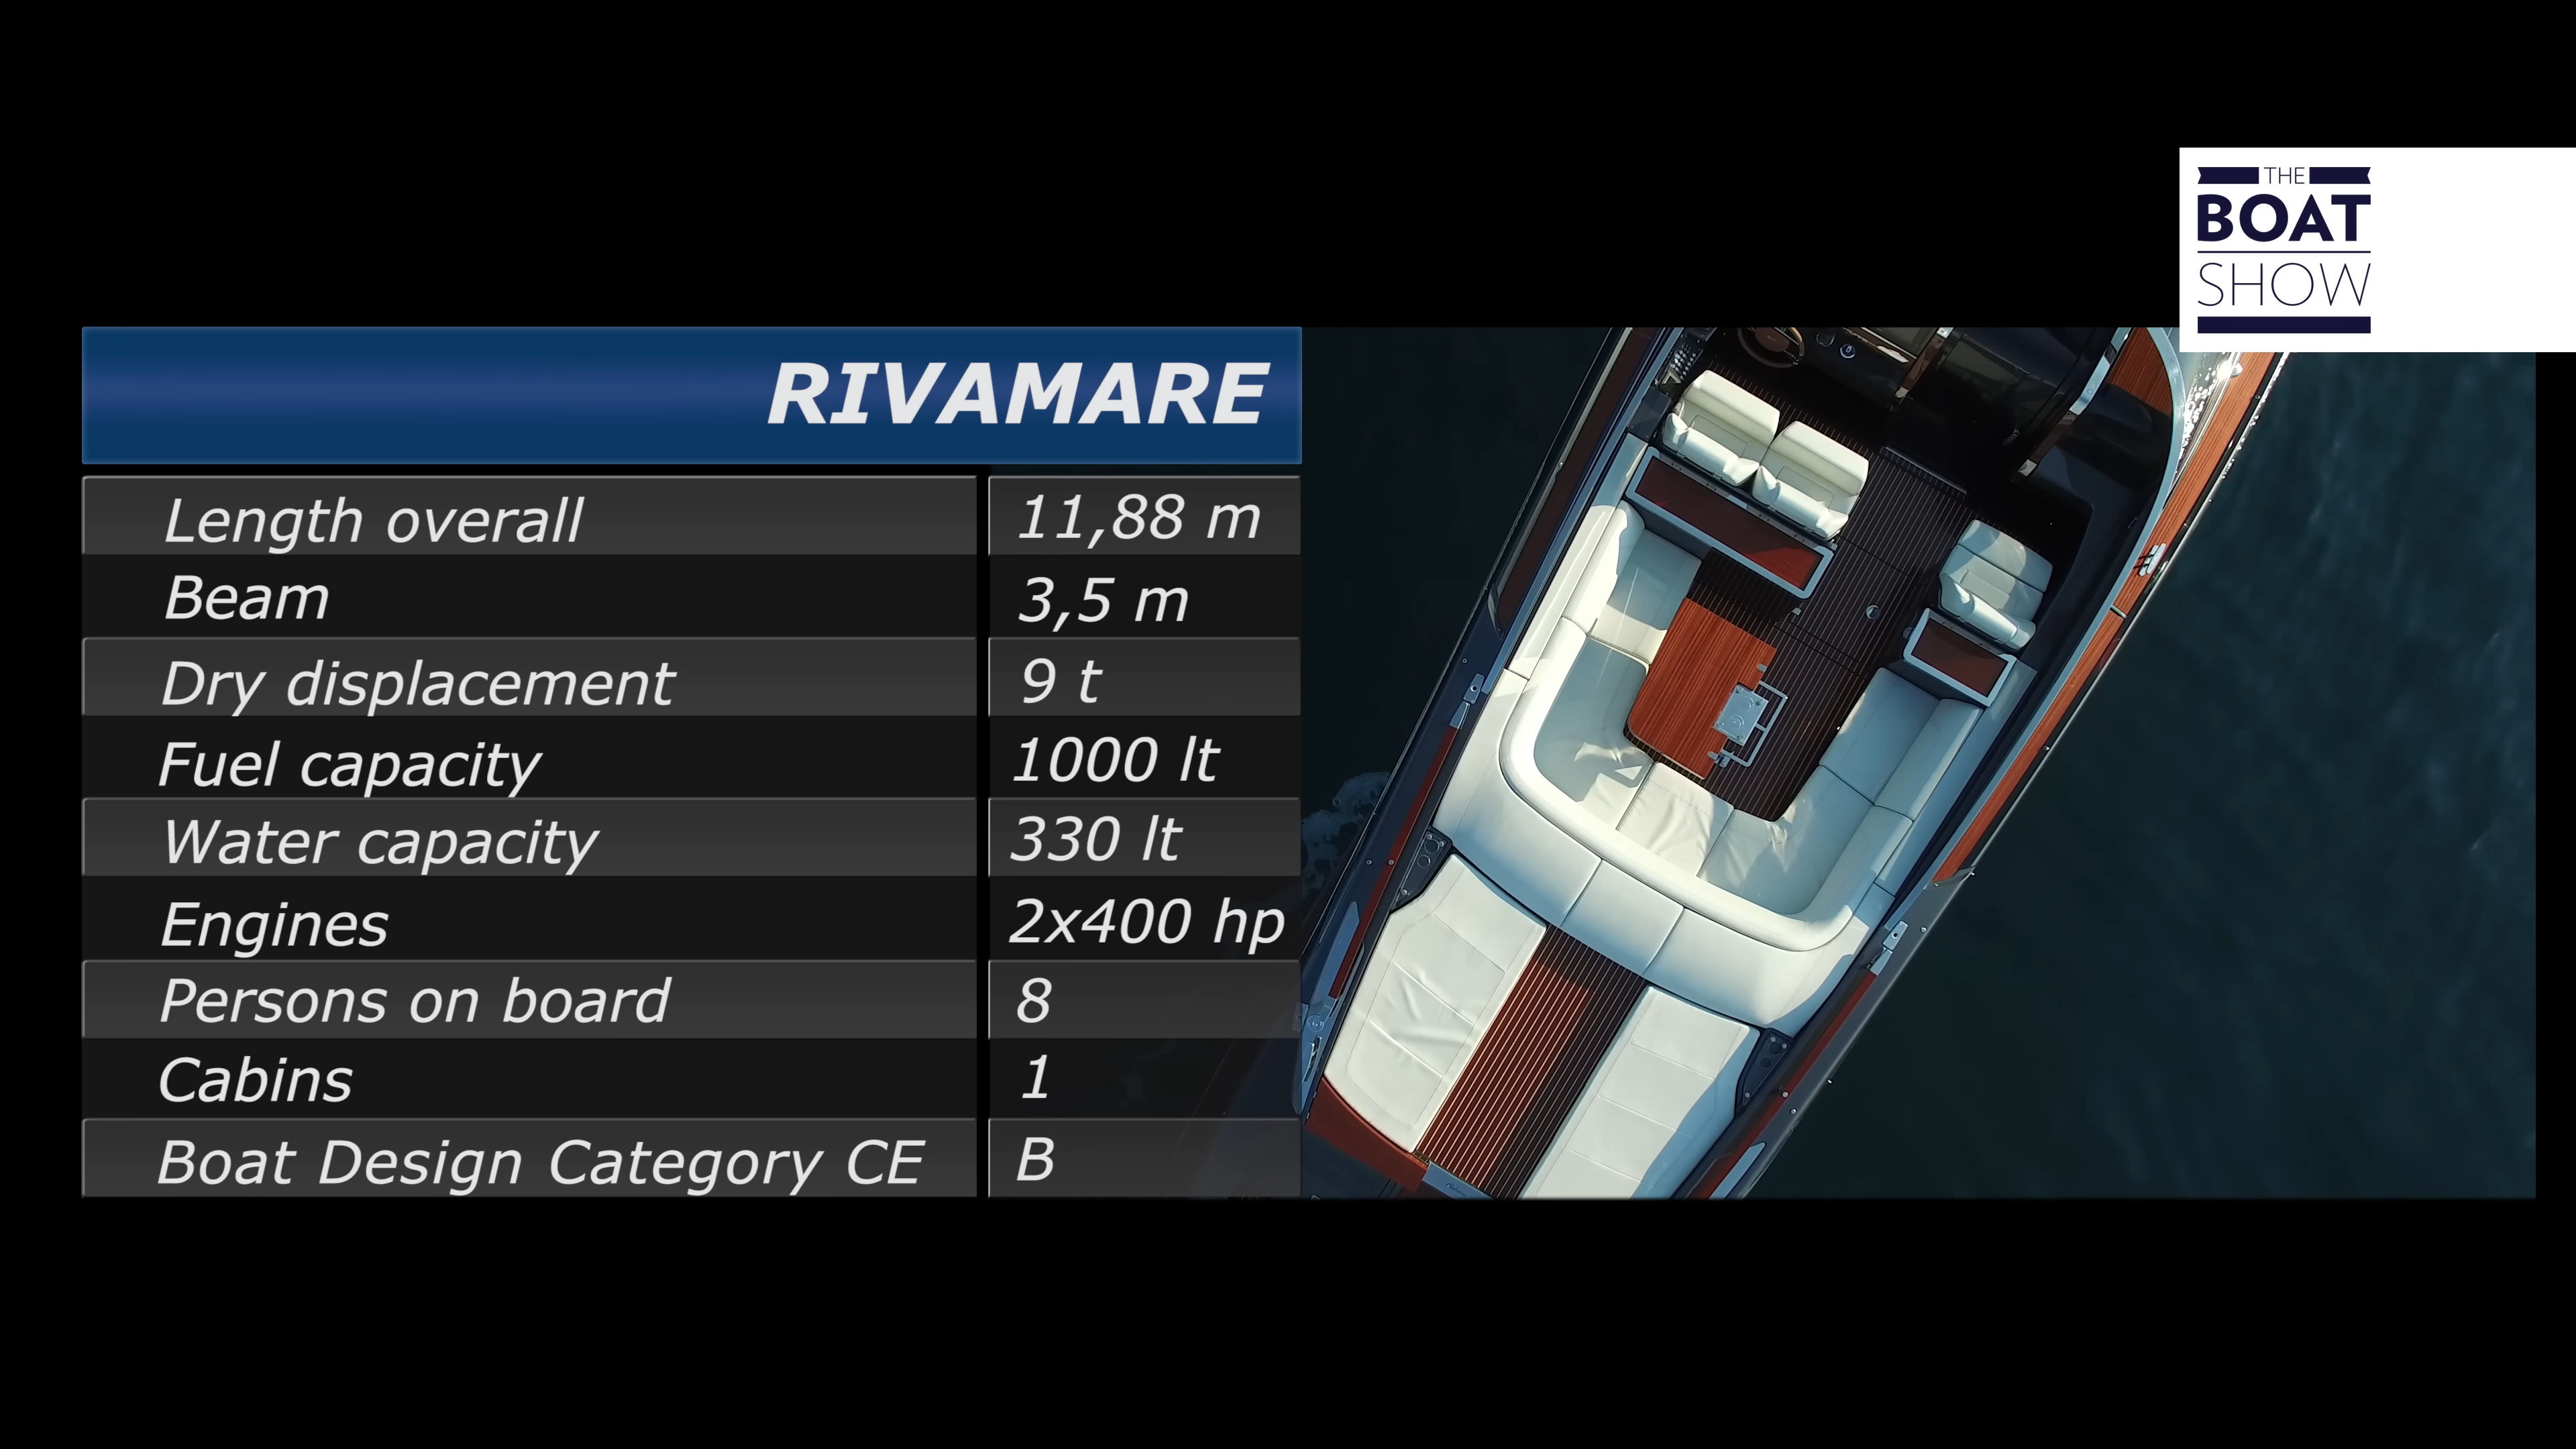 THE
BOAT
SHOW
RIVAMARE
Length overall 11,88 m
Beam 3,5 m
Dry displacement 9 t
Fuel capacity 1000 lt
Water capacity 330 lt
Engines 2x400 hp
Persons on board 8
Cabins 1
Boat Design Category CE B